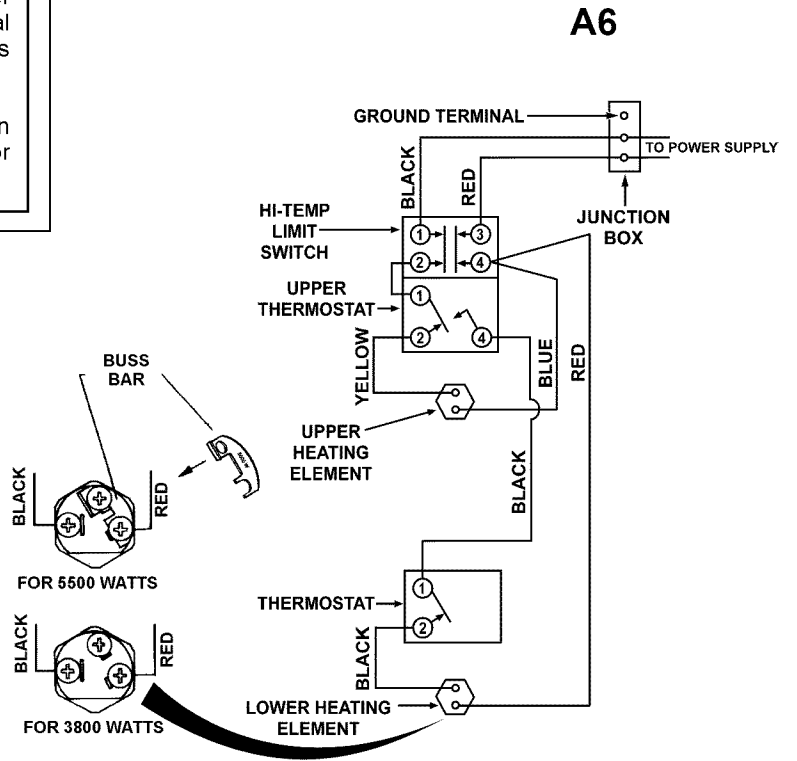 A6
al
s
n
or
GROUND TERMINAL
TO POWER SUPPLY
BLACK
RED
JUNCTION
BOX
HI-TEMP
LIMIT
SWITCH
1
3
2
4
UPPER
THERMOSTAT
1
2
4
YELLOW
BLUE
RED
BUSS
BAR
UPPER
HEATING
ELEMENT
BLACK
BLACK
RED
FOR 5500 WATTS
THERMOSTAT
1
2
BLACK
BLACK
RED
LOWER HEATING
ELEMENT
FOR 3800 WATTS